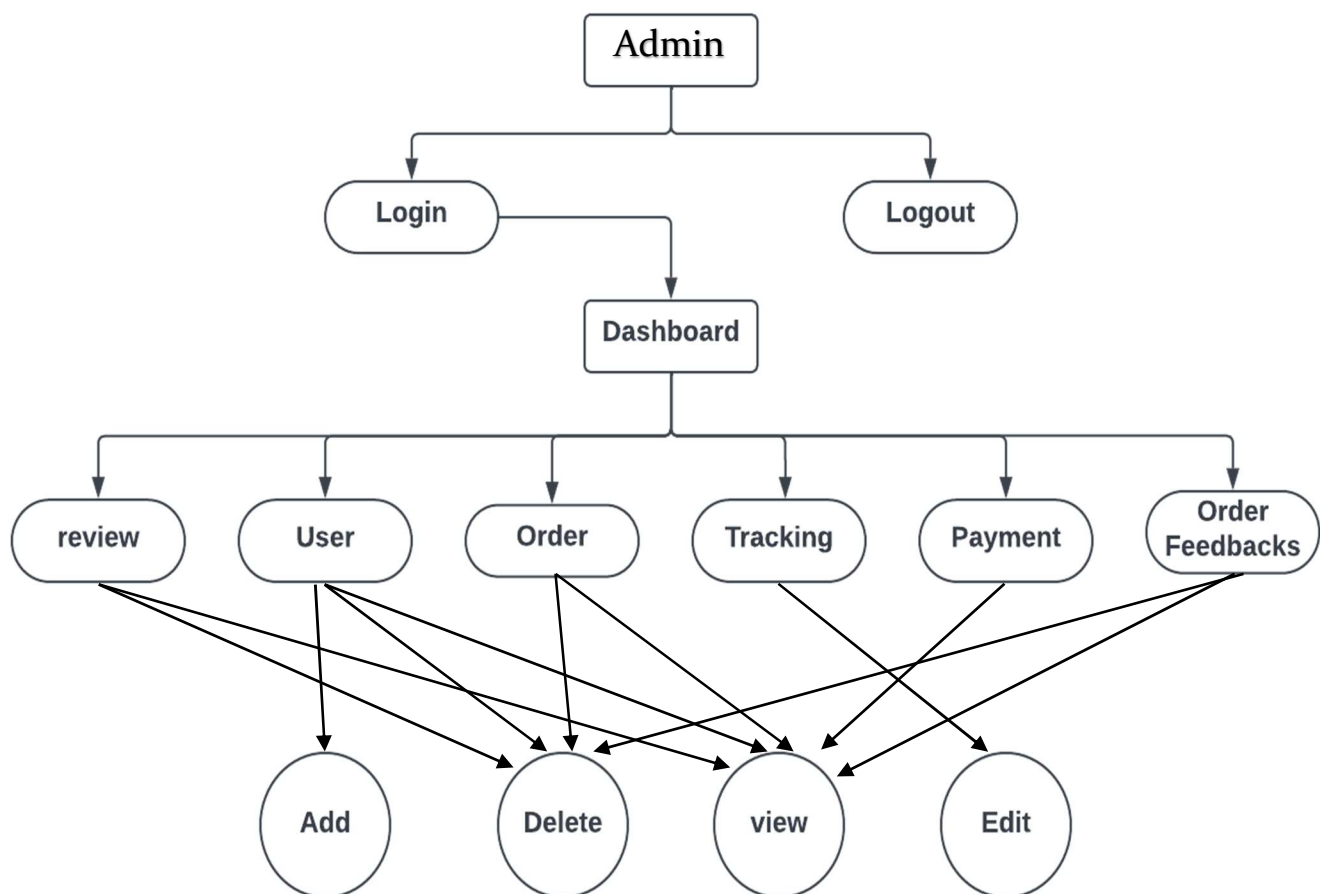 Admin
Login
Logout
Dashboard
review
User
Order
Tracking
Payment
Order
Feedbacks
Add
Delete
view
Edit